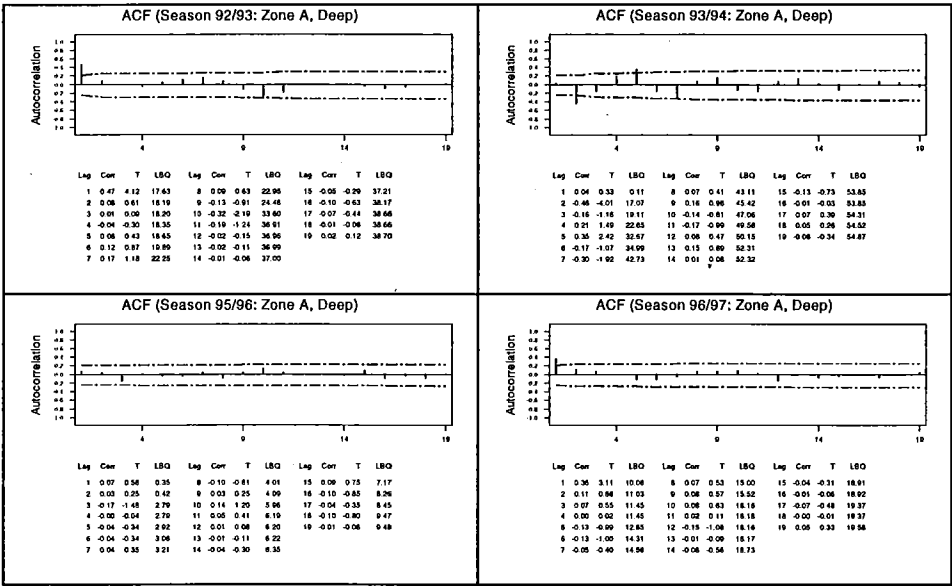 ACF (Season 92/93: Zone A, Deep)
Autocorrelation
4 9 14 19
Lag Corr T LBQ Lag Corr T LBQ Lag Corr T LBQ
1 0.47 4.12 17.63 8 0.09 0.63 22.95 15 -0.05 -0.29 37.21
2 0.08 0.61 18.19 9 -0.13 -0.91 24.48 16 -0.10 -0.63 38.17
3 0.01 0.09 18.20 10 -0.32 -2.19 33.60 17 -0.07 -0.44 38.66
4 -0.04 -0.30 18.35 11 -0.19 -1.24 36.91 18 -0.01 -0.06 38.66
5 0.06 0.43 18.65 12 -0.02 -0.15 36.96 19 0.02 0.12 38.70
6 0.12 0.87 19.89 13 -0.02 -0.11 36.99
7 0.17 1.18 22.25 14 -0.01 -0.06 37.00
ACF (Season 93/94: Zone A, Deep)
Autocorrelation
4 9 14 19
Lag Corr T LBQ Lag Corr T LBQ Lag Corr T LBQ
1 0.04 0.33 0.11 8 0.07 0.41 43.11 15 -0.13 -0.73 53.85
2 -0.46 -4.01 17.07 9 0.16 0.96 45.42 16 -0.01 -0.03 53.85
3 -0.16 -1.16 19.11 10 -0.14 -0.81 47.06 17 0.07 0.39 54.31
4 0.21 1.49 22.65 11 -0.17 -0.99 49.58 18 0.05 0.26 54.52
5 0.35 2.42 32.67 12 0.08 0.47 50.15 19 -0.06 -0.34 54.87
6 -0.17 -1.07 34.99 13 0.15 0.89 52.31
7 -0.30 -1.92 42.73 14 0.01 0.08 52.32
ACF (Season 95/96: Zone A, Deep)
Autocorrelation
4 9 14 19
Lag Corr T LBQ Lag Corr T LBQ Lag Corr T LBQ
1 0.07 0.58 0.35 8 -0.10 -0.81 4.01 15 0.09 0.75 7.17
2 0.03 0.25 0.42 9 0.03 0.25 4.09 16 -0.10 -0.85 8.26
3 -0.17 -1.48 2.79 10 0.14 1.20 5.96 17 -0.04 -0.35 8.45
4 -0.00 -0.04 2.79 11 0.05 0.41 6.19 18 -0.10 -0.80 9.47
5 -0.04 -0.34 2.92 12 0.01 0.08 6.20 19 -0.01 -0.06 9.48
6 -0.04 -0.34 3.06 13 -0.01 -0.11 6.22
7 0.04 0.35 3.21 14 -0.04 -0.30 6.35
ACF (Season 96/97: Zone A, Deep)
Autocorrelation
4 9 14 19
Lag Corr T LBQ Lag Corr T LBQ Lag Corr T LBQ
1 0.36 3.11 10.08 8 0.07 0.53 15.00 15 -0.04 -0.31 18.91
2 0.11 0.86 11.03 9 0.08 0.57 15.52 16 -0.01 -0.06 18.92
3 0.07 0.55 11.45 10 0.08 0.63 16.16 17 -0.07 -0.48 19.37
4 0.00 0.02 11.45 11 0.02 0.11 16.18 18 -0.00 -0.01 19.37
5 -0.13 -0.99 12.85 12 -0.15 -1.08 18.16 19 0.05 0.33 19.58
6 -0.13 -1.00 14.31 13 -0.01 -0.09 18.17
7 -0.05 -0.40 14.56 14 -0.08 -0.56 18.73